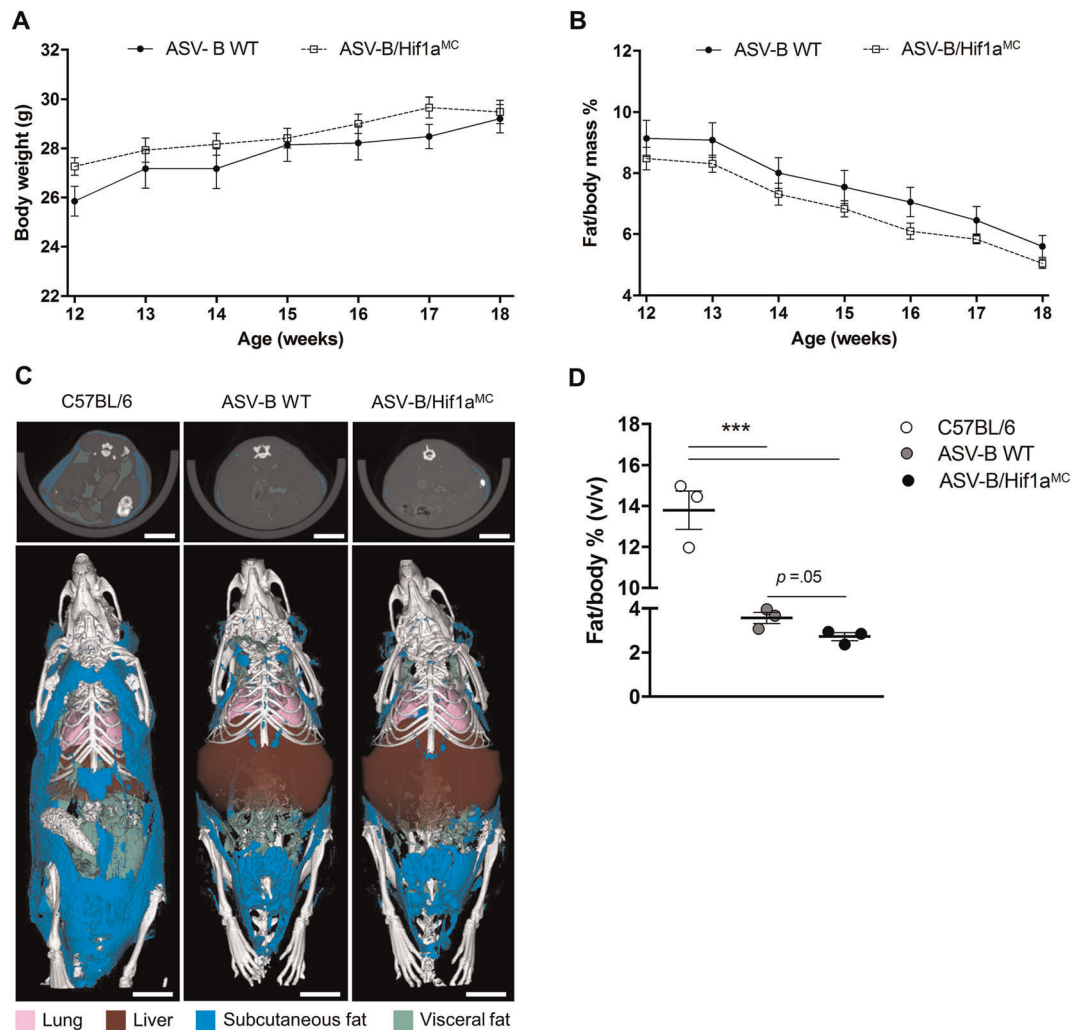 A
ASV- B WT
ASV-B/Hif1a^MC
Body weight (g)
32
30
28
26
24
22
12 13 14 15 16 17 18
Age (weeks)
B
ASV-B WT
ASV-B/Hif1a^MC
Fat/body mass %
12
10
8
6
4
12 13 14 15 16 17 18
Age (weeks)
C
C57BL/6 ASV-B WT ASV-B/Hif1a^MC
Lung Liver Subcutaneous fat Visceral fat
D
Fat/body % (v/v)
18
16
14
12
10
4
2
0
***
p =.05
C57BL/6
ASV-B WT
ASV-B/Hif1a^MC